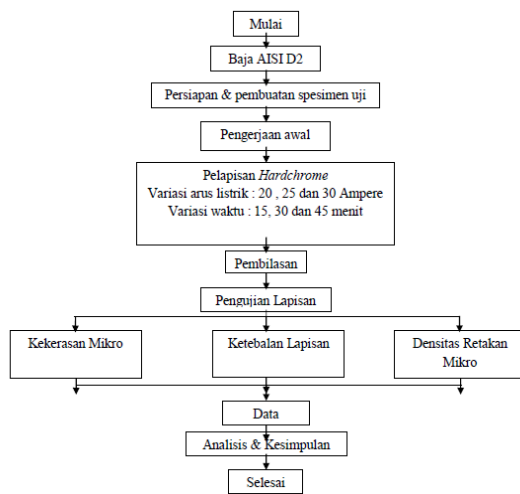 Mulai
Baja AISI D2
Persiapan & pembuatan spesimen uji
Pengerjaan awal
Pelapisan Hardchrome
Variasi arus listrik : 20 , 25 dan 30 Ampere
Variasi waktu : 15, 30 dan 45 menit
Pembilasan
Pengujian Lapisan
Kekerasan Mikro
Ketebalan Lapisan
Densitas Retakan
Mikro
Data
Analisis & Kesimpulan
Selesai